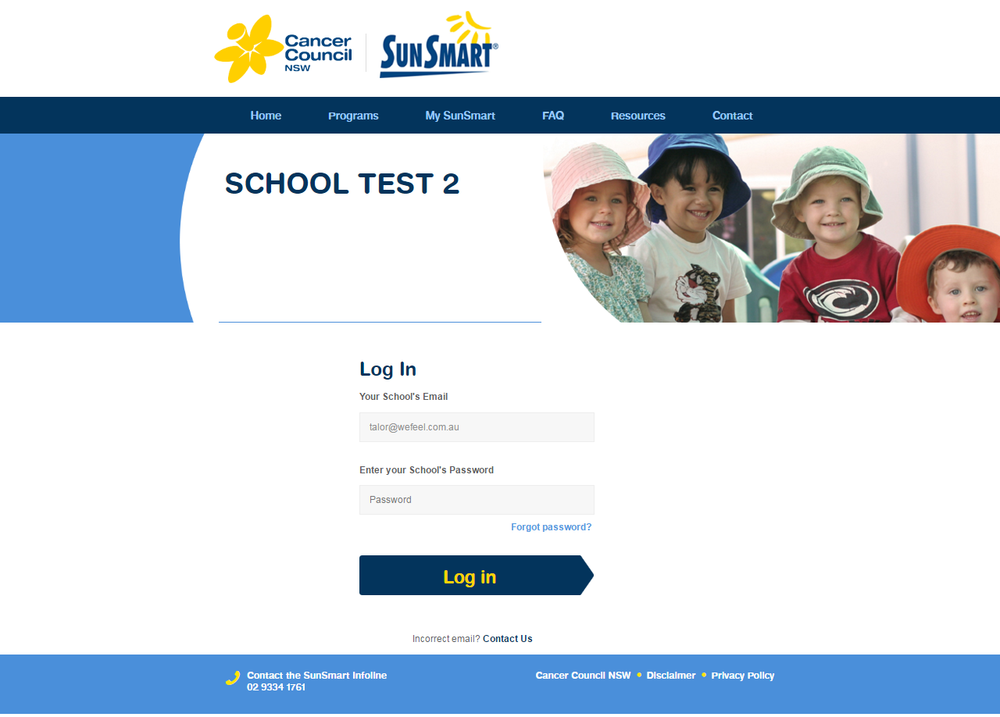 Cancer
Council
NSW
SUNSMART®
Home Programs My SunSmart FAQ Resources Contact
SCHOOL TEST 2
Log In
Your School's Email
talor@wefeel.com.au
Enter your School's Password
Password
Forgot password?
Log in
Incorrect email? Contact Us
Contact the SunSmart Infoline
02 9334 1761
Cancer Council NSW • Disclaimer • Privacy Policy